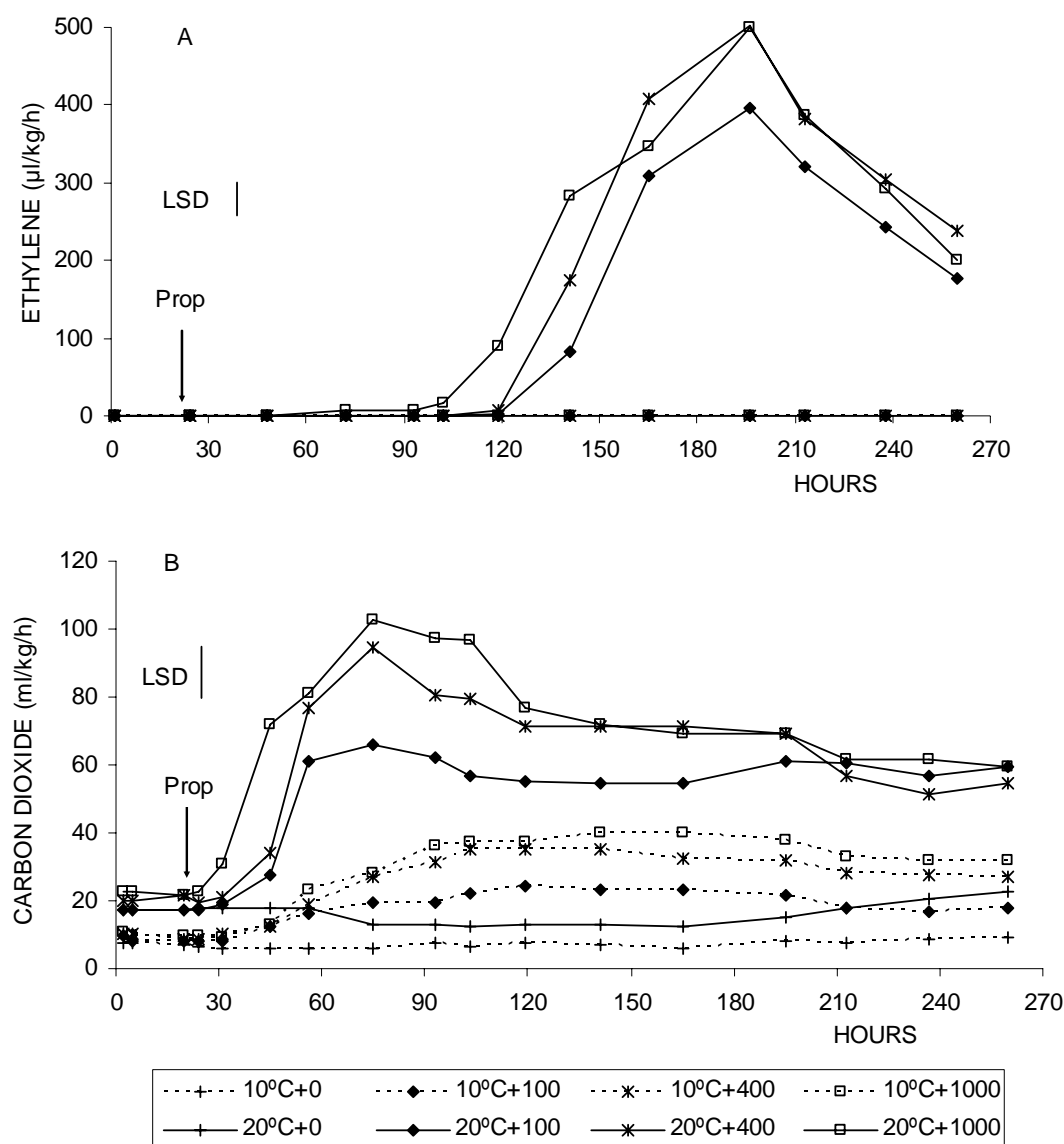 A
500
400
300
200
100
0
ETHYLENE (µl/kg/h)
LSD
Prop
0 30 60 90 120 150 180 210 240 270
HOURS
B
120
100
80
60
40
20
0
CARBON DIOXIDE (ml/kg/h)
LSD
Prop
0 30 60 90 120 150 180 210 240 270
HOURS
10ºC+0 10ºC+100 10ºC+400 10ºC+1000
20ºC+0 20ºC+100 20ºC+400 20ºC+1000